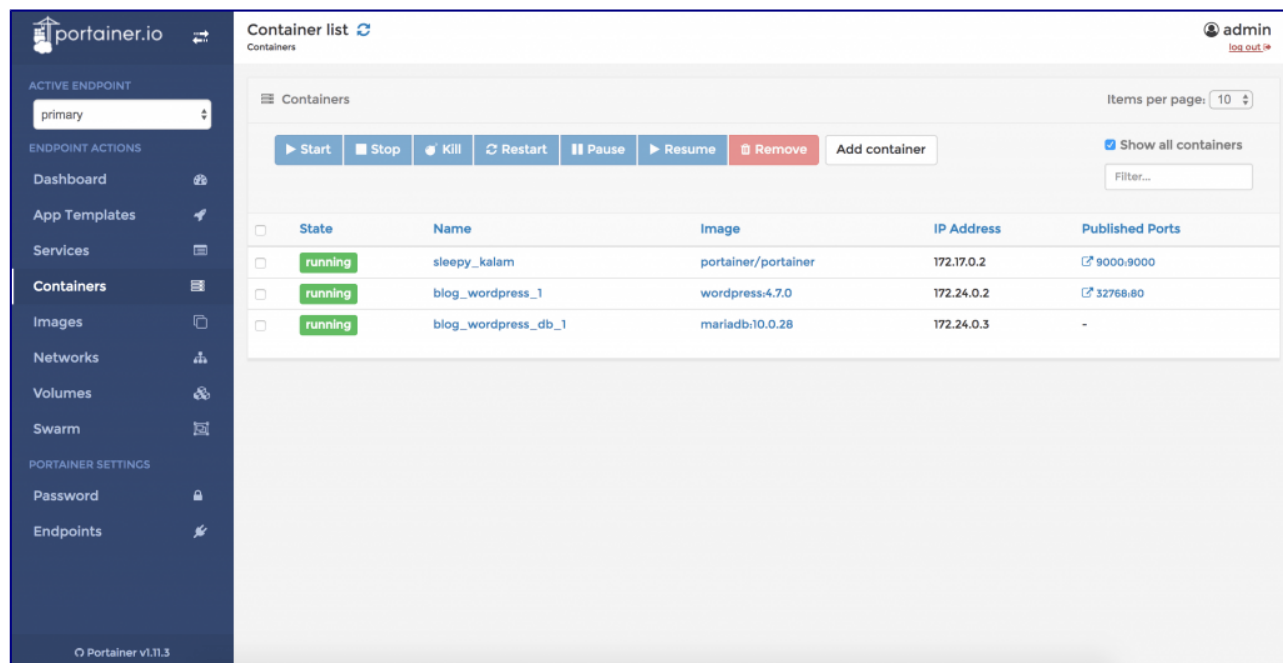 portainer.io
ACTIVE ENDPOINT
primary
ENDPOINT ACTIONS
Dashboard
App Templates
Services
Containers
Images
Networks
Volumes
Swarm
PORTAINER SETTINGS
Password
Endpoints
Portainer v1.11.3
Container list
Containers
admin
log out
Containers
Items per page: 10
Start Stop Kill Restart Pause Resume Remove Add container
Show all containers
Filter...
State Name Image IP Address Published Ports
running sleepy_kalam portainer/portainer 172.17.0.2 9000:9000
running blog_wordpress_1 wordpress:4.7.0 172.24.0.2 32768:80
running blog_wordpress_db_1 mariadb:10.0.28 172.24.0.3 -